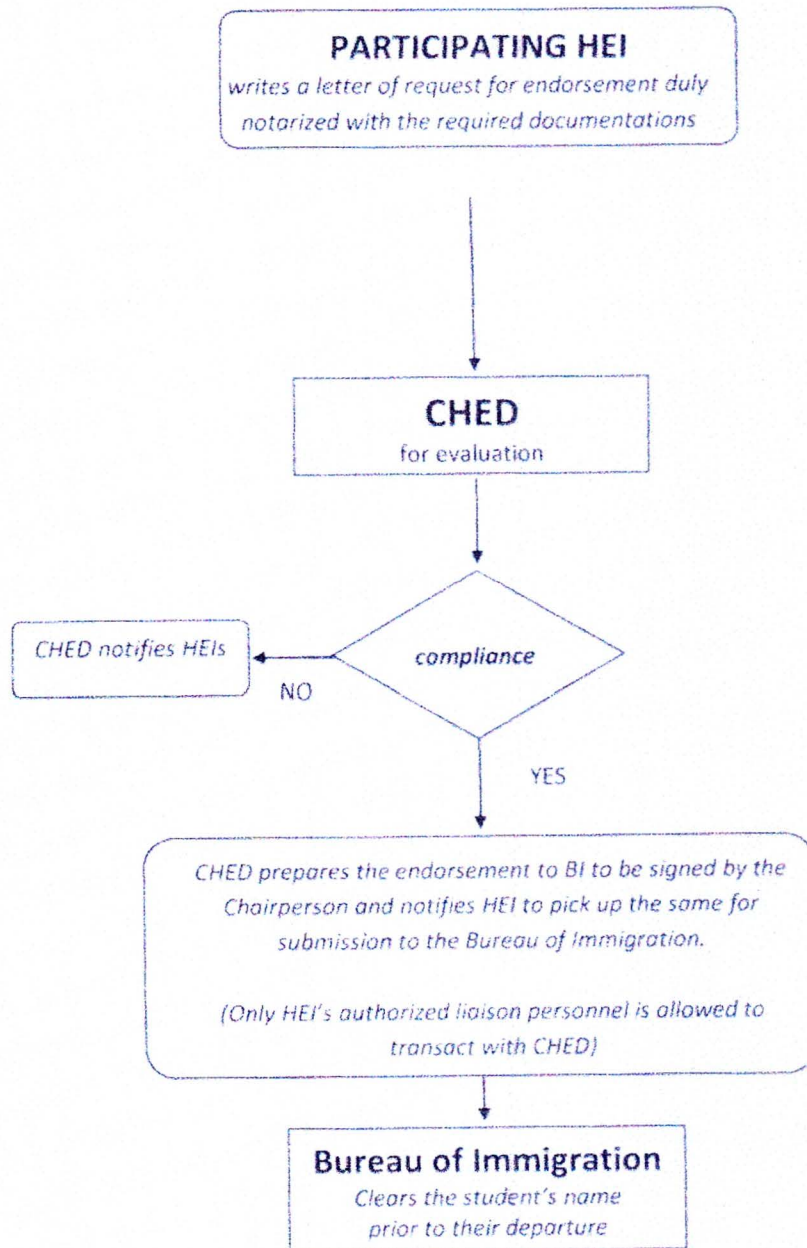 PARTICIPATING HEI
writes a letter of request for endorsement duly
notarized with the required documentations
CHED
for evaluation
compliance
CHED notifies HEIs
NO
YES
CHED prepares the endorsement to BI to be signed by the
Chairperson and notifies HEI to pick up the same for
submission to the Bureau of Immigration.
(Only HEI's authorized liaison personnel is allowed to
transact with CHED)
Bureau of Immigration
Clears the student's name
prior to their departure